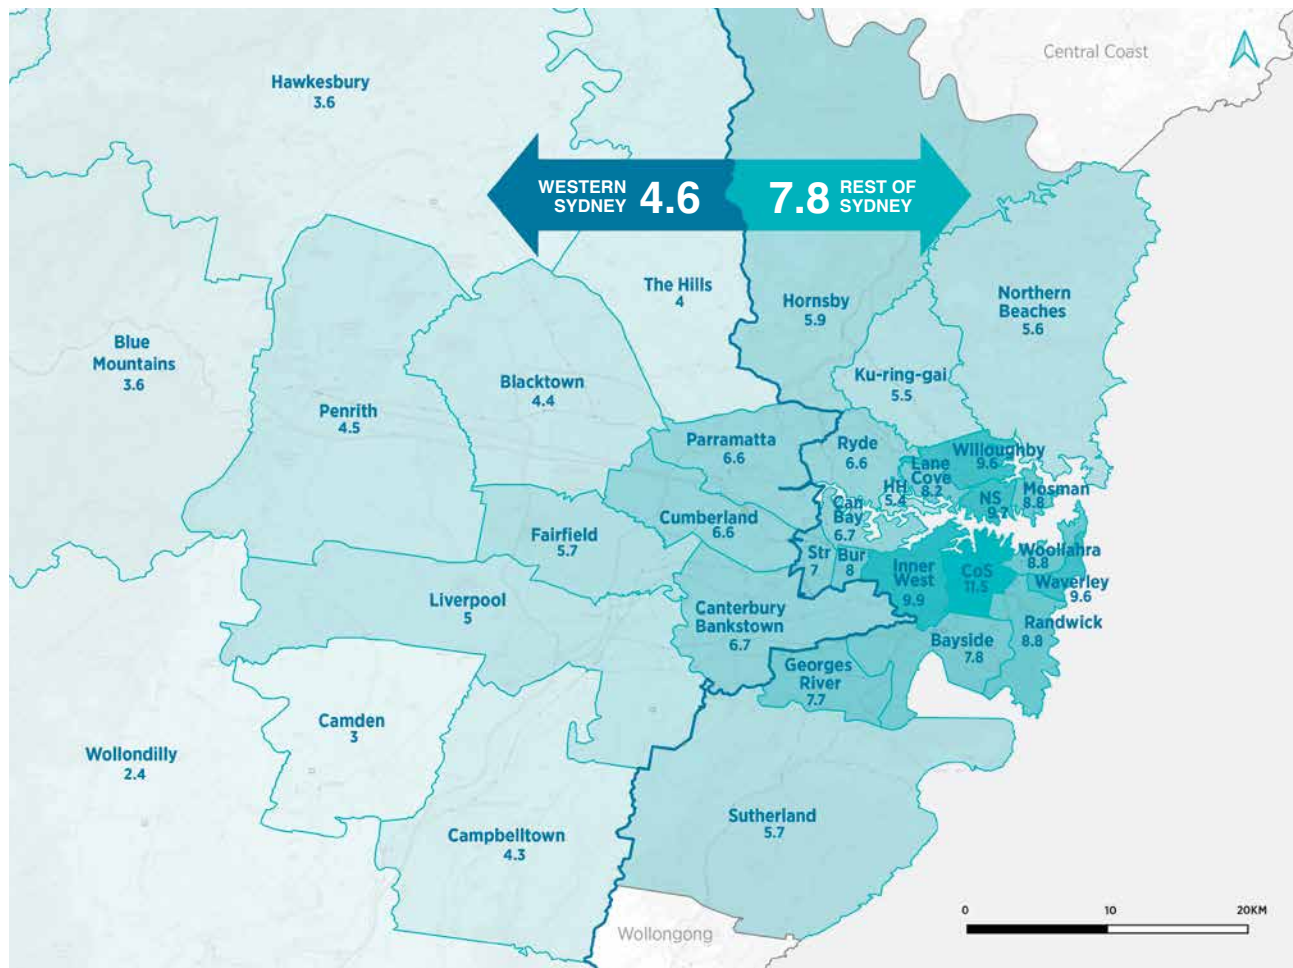 Central Coast
Hawkesbury
3.6
WESTERN
SYDNEY
4.6
7.8
REST OF
SYDNEY
The Hills
4
Hornsby
5.9
Northern
Beaches
5.6
Blue
Mountains
3.6
Penrith
4.5
Blacktown
4.4
Ku-ring-gai
5.5
Parramatta
6.6
Ryde
6.6
Willoughby
9.6
Lane
Cove
8.2
HH
5.4
NS
9.7
Mosman
8.8
Cumberland
6.6
Can
Bay
6.7
Fairfield
5.7
Str
7
Bur
8
Inner
West
9.9
CoS
11.5
Woollahra
8.8
Waverley
9.6
Liverpool
5
Canterbury
Bankstown
6.7
Randwick
8.8
Bayside
7.8
Georges
River
7.7
Camden
3
Wollondilly
2.4
Campbelltown
4.3
Sutherland
5.7
Wollongong
0 10 20KM